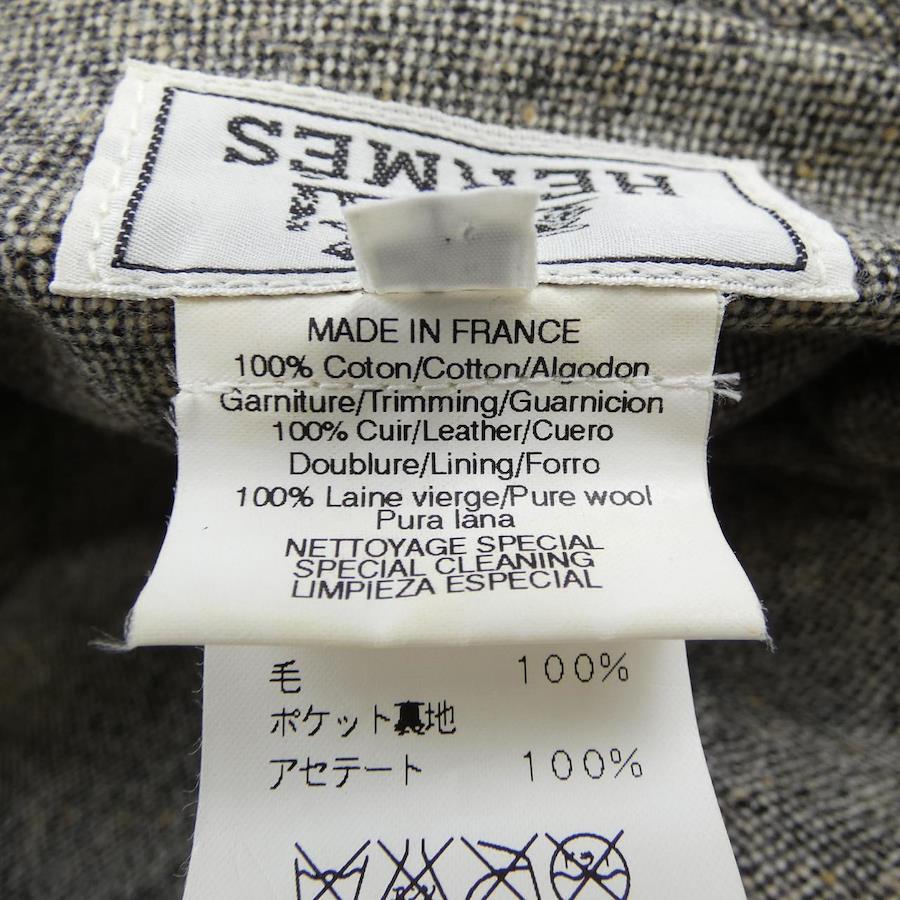 HERMES
MADE IN FRANCE
100% Coton/Cotton/Algodon
Garniture/Trimming/Guarnicion
100% Cuir/Leather/Cuero
Doublure/Lining/Forro
100% Laine vierge/Pure wool
Pura lana
NETTOYAGE SPECIAL
SPECIAL CLEANING
LIMPIEZA ESPECIAL
毛 100%
ポケット裏地
アセテート 100%